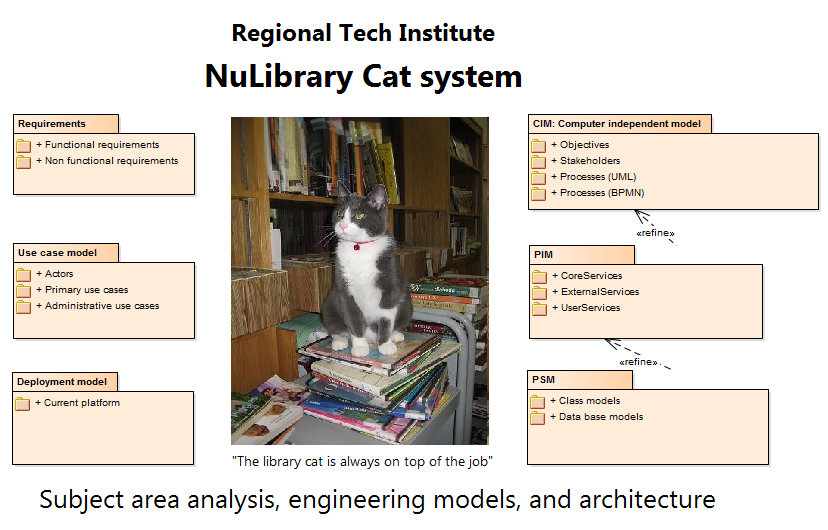 Regional Tech Institute
NuLibrary Cat system
Requirements
+ Functional requirements
+ Non functional requirements
Use case model
+ Actors
+ Primary use cases
+ Administrative use cases
Deployment model
+ Current platform
"The library cat is always on top of the job"
CIM: Computer independent model
+ Objectives
+ Stakeholders
+ Processes (UML)
+ Processes (BPMN)
«refine»
PIM
+ CoreServices
+ ExternalServices
+ UserServices
«refine»
PSM
+ Class models
+ Data base models
Subject area analysis, engineering models, and architecture